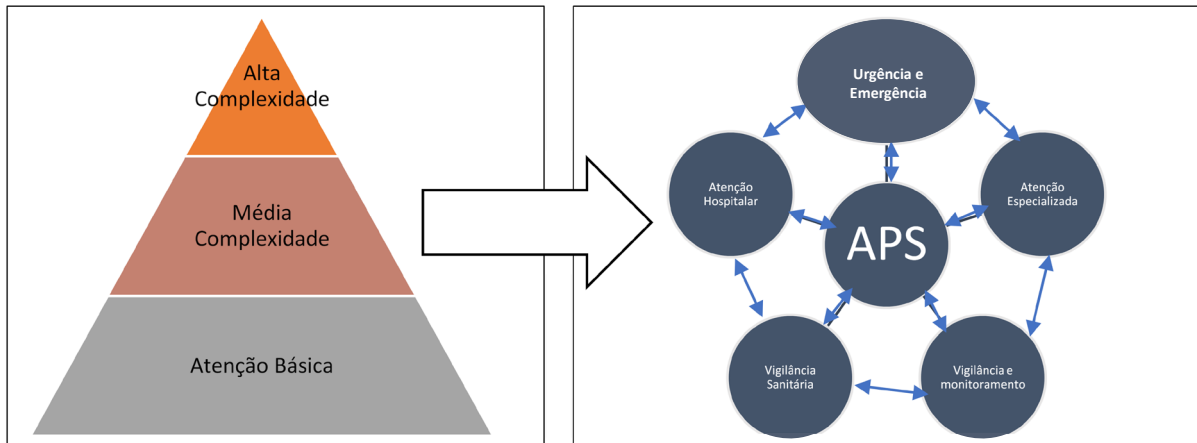 Alta
Complexidade
Média
Complexidade
Atenção Básica
Urgência e
Emergência
Atenção
Hospitalar
Atenção
Especializada
APS
Vigilância
Sanitária
Vigilância e
monitoramento